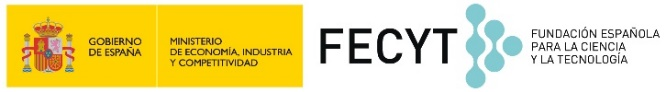 GOBIERNO
DE ESPAÑA
MINISTERIO
DE ECONOMÍA, INDUSTRIA
Y COMPETITIVIDAD
FECYT
FUNDACIÓN ESPAÑOLA
PARA LA CIENCIA
Y LA TECNOLOGÍA